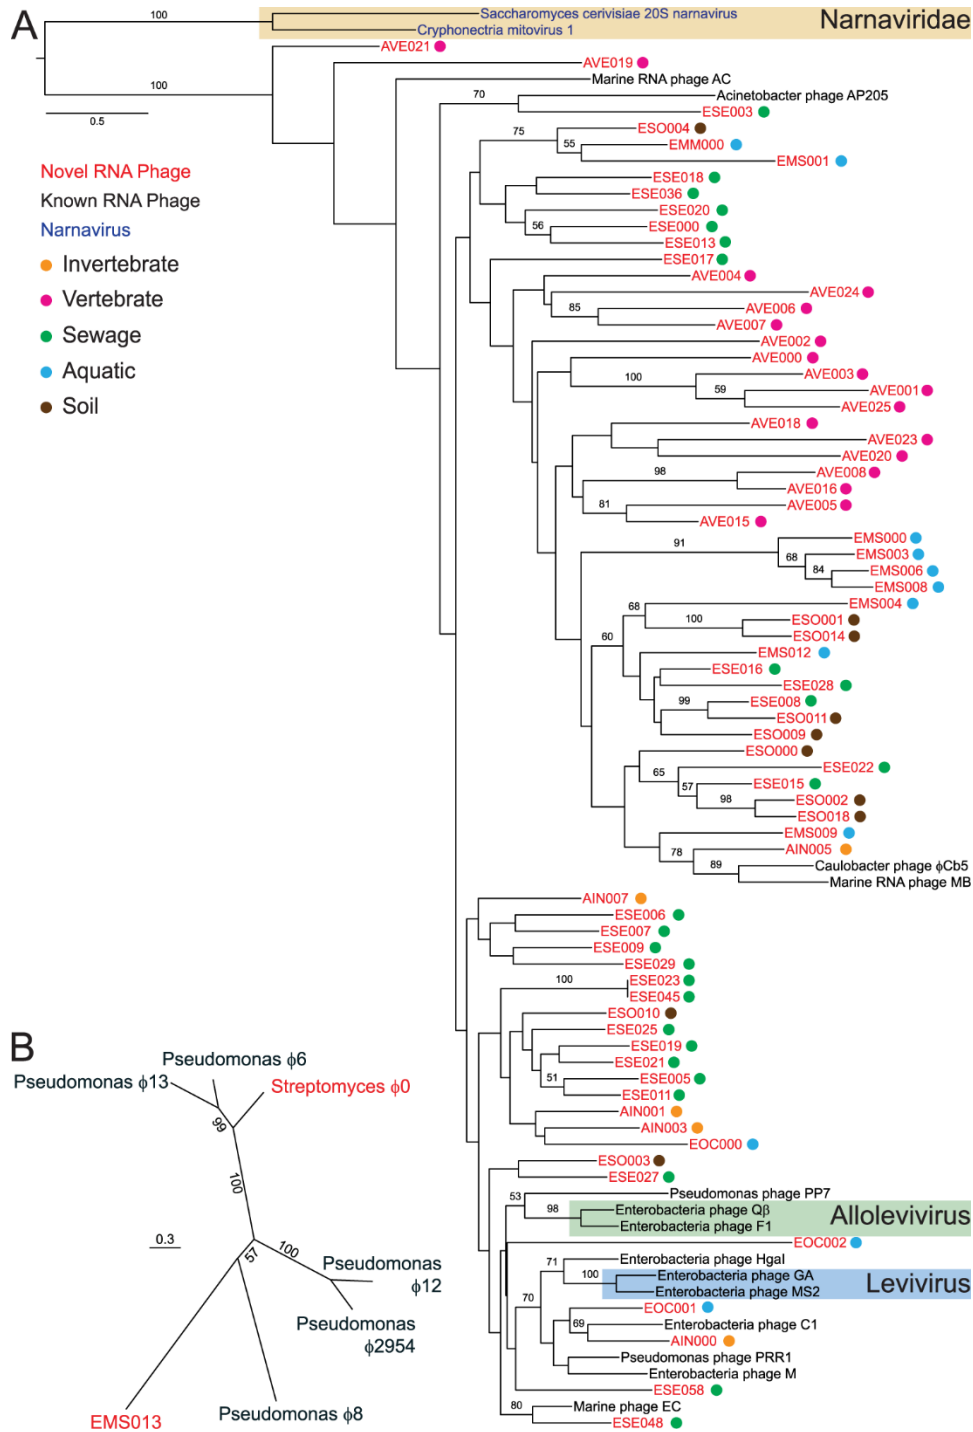 A
100
Saccharomyces cerivisiae 20S narnavirus
Narnaviridae
Cryphonectria mitovirus 1
AVE021
100
AVE019
Marine RNA phage AC
0.5
70
Acinetobacter phage AP205
ESE003
Novel RNA Phage
Known RNA Phage
Narnavirus
Invertebrate
Vertebrate
Sewage
Aquatic
Soil
75
ESO004
55
EMM000
EMS001
ESE018
ESE036
ESE020
56
ESE000
ESE013
ESE017
AVE004
AVE024
85
AVE006
AVE007
AVE002
AVE000
100
AVE003
59
AVE001
AVE025
AVE018
AVE023
AVE020
98
AVE008
AVE016
81
AVE005
AVE015
91
EMS000
68
EMS003
84
EMS006
EMS008
68
EMS004
60
100
ESO001
ESO014
EMS012
ESE016
ESE028
99
ESE008
ESO011
ESO009
ESO000
65
ESE022
57
ESE015
98
ESO002
ESO018
EMS009
78
AIN005
89
Caulobacter phage ϕCb5
Marine RNA phage MB
AIN007
ESE006
ESE007
ESE009
ESE029
100
ESE023
ESE045
ESO010
ESE025
ESE019
ESE021
51
ESE005
ESE011
AIN001
AIN003
EOC000
ESO003
ESE027
53
Pseudomonas phage PP7
98
Enterobacteria phage Qβ
Allolevivirus
Enterobacteria phage F1
EOC002
71
Enterobacteria phage HgaI
100
Enterobacteria phage GA
Levivirus
Enterobacteria phage MS2
70
EOC001
69
Enterobacteria phage C1
AIN000
Pseudomonas phage PRR1
Enterobacteria phage M
ESE058
80
Marine phage EC
ESE048
B
Pseudomonas ϕ6
Pseudomonas ϕ13
Streptomyces ϕ0
99
100
0.3
57
100
Pseudomonas
ϕ12
Pseudomonas
ϕ2954
EMS013
Pseudomonas ϕ8